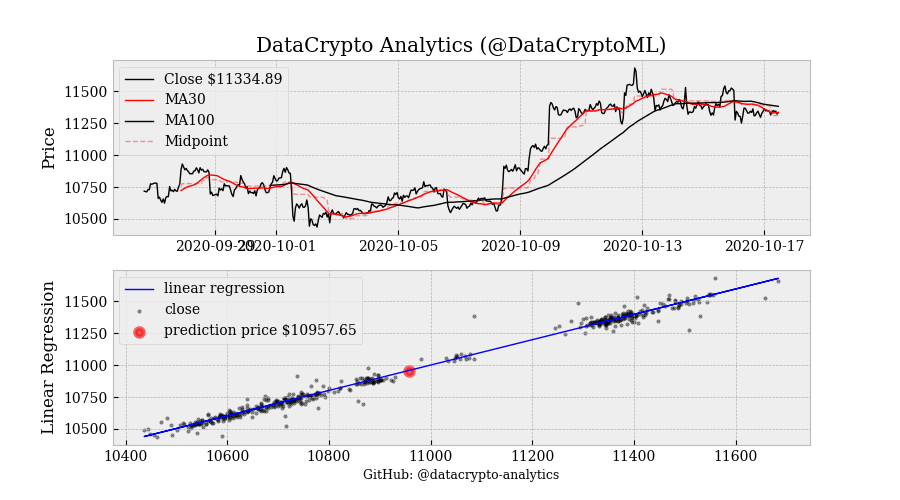 DataCrypto Analytics (@DataCryptoML)
Price
11500
11250
11000
10750
10500
Close $11334.89
MA30
MA100
Midpoint
2020-09-29 2020-10-01 2020-10-05 2020-10-09 2020-10-13 2020-10-17
Linear Regression
11500
11250
11000
10750
10500
linear regression
close
prediction price $10957.65
10400 10600 10800 11000 11200 11400 11600
GitHub: @datacrypto-analytics